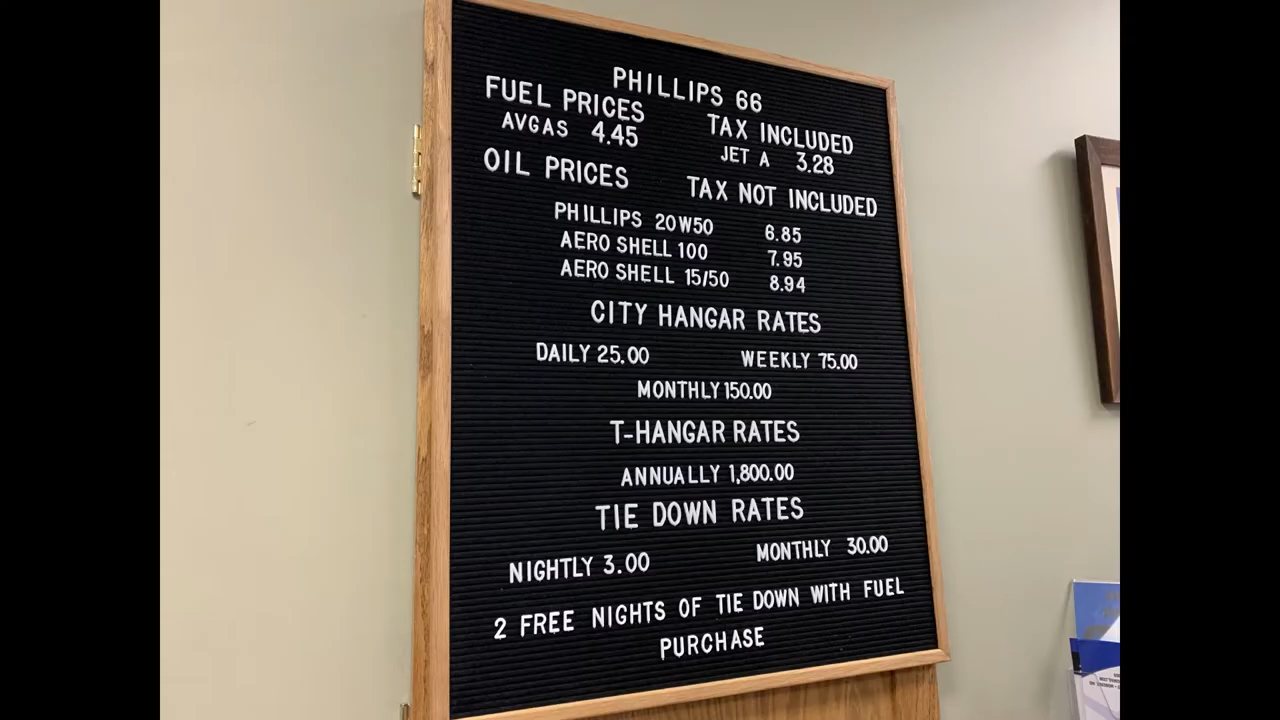 PHILLIPS 66
FUEL PRICES TAX INCLUDED
AVGAS 4.45 JET A 3.28
OIL PRICES TAX NOT INCLUDED
PHILLIPS 20W50 6.85
AERO SHELL 100 7.95
AERO SHELL 15/50 8.94
CITY HANGAR RATES
DAILY 25.00 WEEKLY 75.00
MONTHLY 150.00
T-HANGAR RATES
ANNUALLY 1,800.00
TIE DOWN RATES
NIGHTLY 3.00 MONTHLY 30.00
2 FREE NIGHTS OF TIE DOWN WITH FUEL
PURCHASE